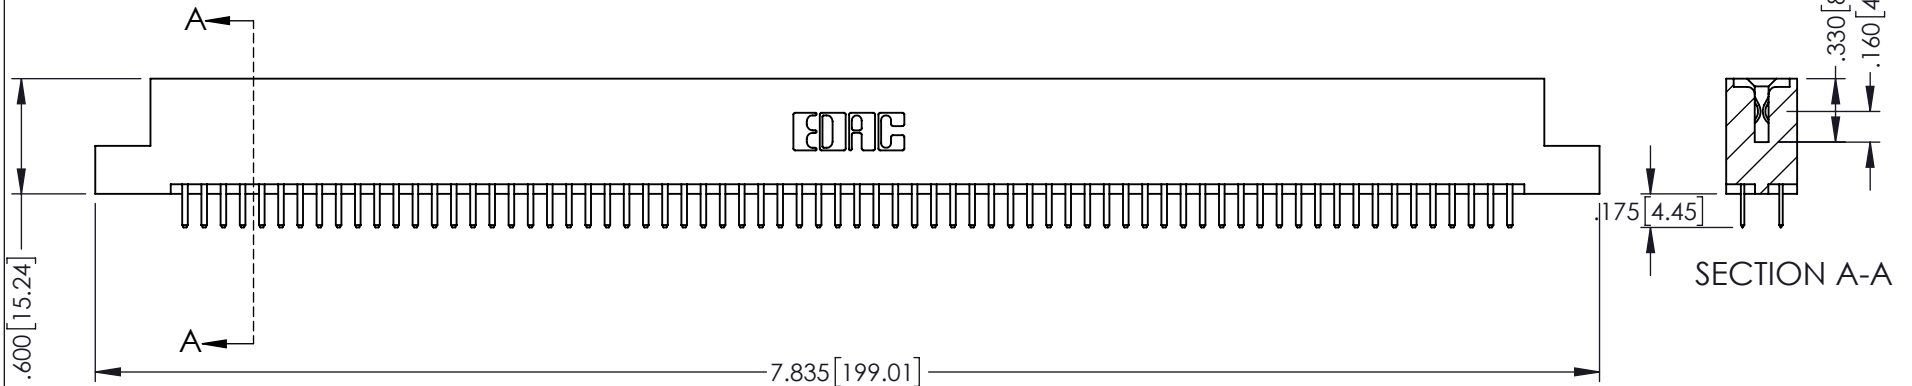 A
EDAC
.600[15.24]
A
7.835[199.01]
.175[4.45]
.330[8
.160[4
SECTION A-A